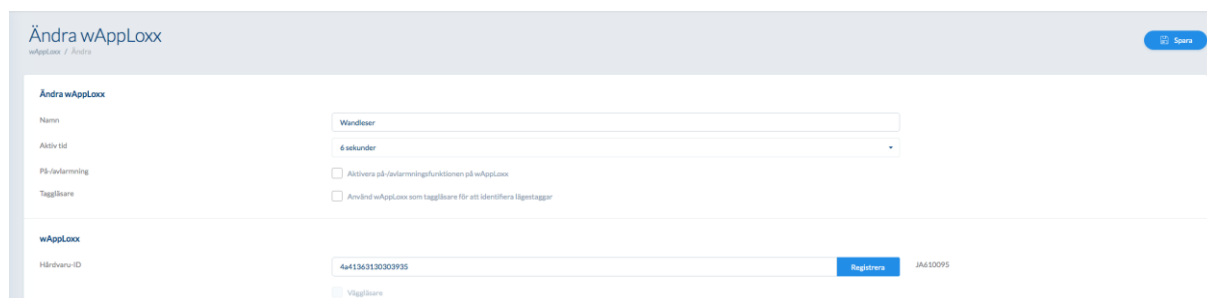 Ändra wAppLoxx
wAppLoxx / Ändra
Spara
Ändra wAppLoxx
Namn
Wandleser
Aktiv tid
6 sekunder
På-/avlarmning
Aktivera på-/avlarmningsfunktionen på wAppLoxx
Taggläsare
Använd wAppLoxx som taggläsare för att identifiera lägestaggar
wAppLoxx
Hårdvaru-ID
4a41363130303935
Registrera
JA610095
Väggläsare